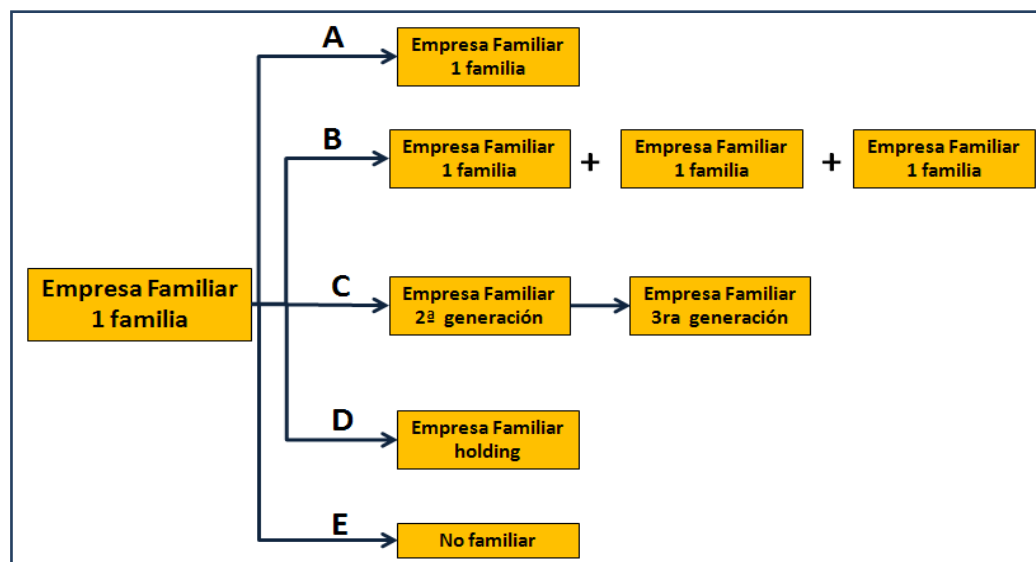 A
Empresa Familiar
1 familia
B
Empresa Familiar
1 familia
+
Empresa Familiar
1 familia
+
Empresa Familiar
1 familia
Empresa Familiar
1 familia
C
Empresa Familiar
2ª generación
Empresa Familiar
3ra generación
D
Empresa Familiar
holding
E
No familiar